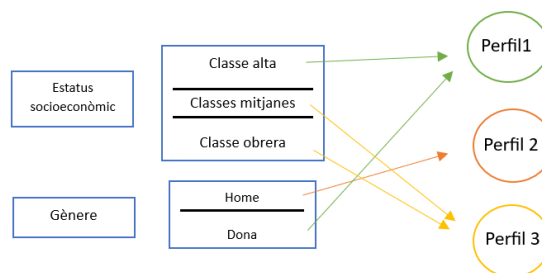 Estatus
socioeconòmic
Classe alta
Classes mitjanes
Classe obrera
Gènere
Home
Dona
Perfil1
Perfil 2
Perfil 3